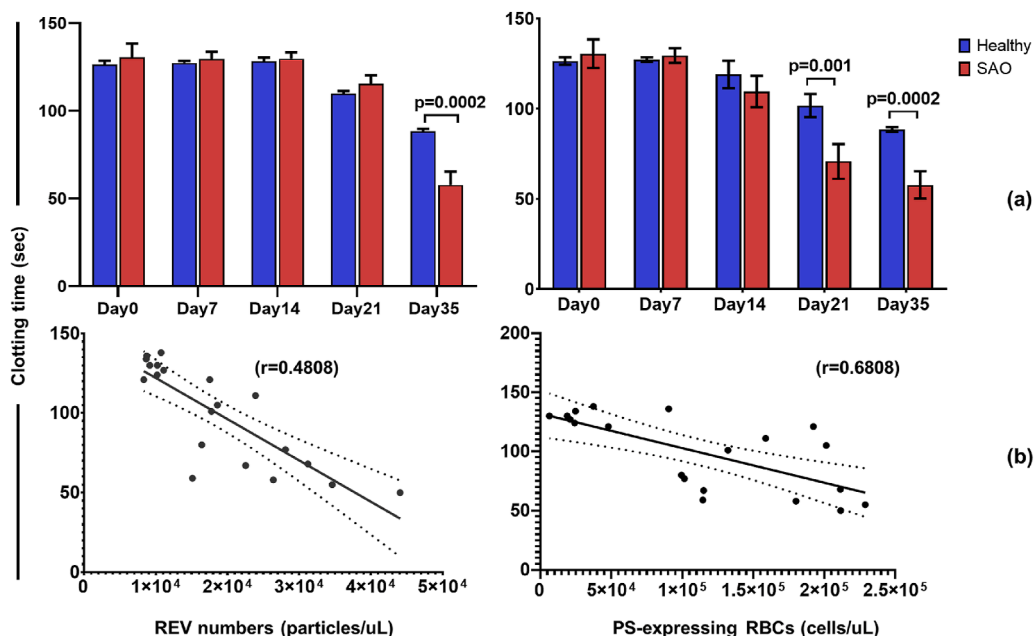 Clotting time (sec)
150
100
50
0
Day0 Day7 Day14 Day21 Day35
p=0.0002
150
100
50
0
Day0 Day7 Day14 Day21 Day35
p=0.001
p=0.0002
Healthy
SAO
(a)
150
100
50
0
(r=0.4808)
0 1×10⁴ 2×10⁴ 3×10⁴ 4×10⁴ 5×10⁴
REV numbers (particles/uL)
200
150
100
50
0
(r=0.6808)
0 5×10⁴ 1×10⁵ 1.5×10⁵ 2×10⁵ 2.5×10⁵
PS-expressing RBCs (cells/uL)
(b)